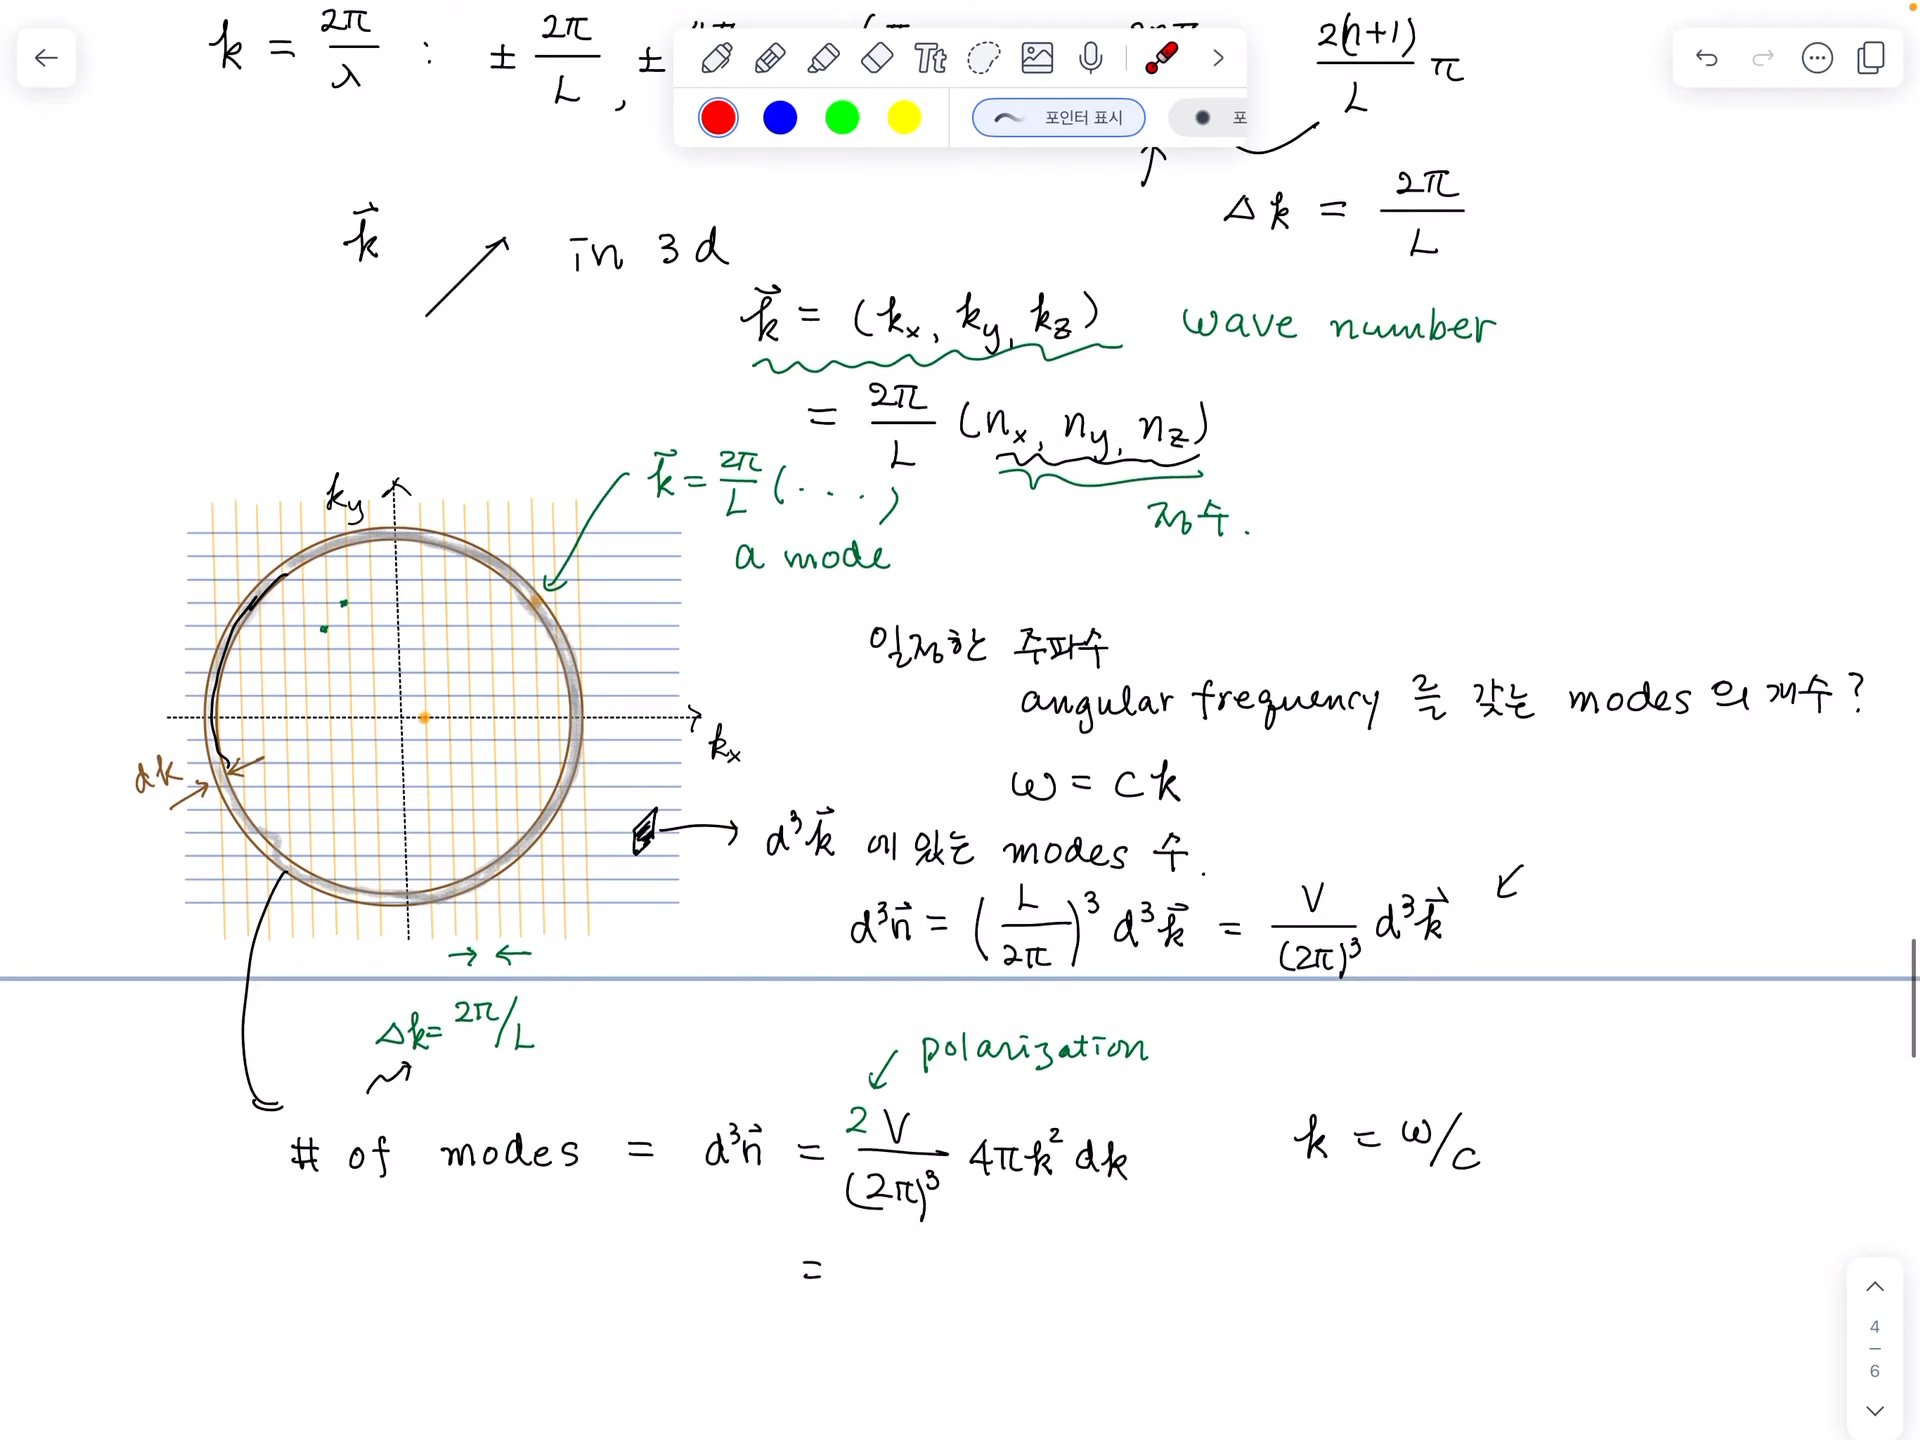 k = 2π/λ : ± 2π/L , ±
2(n+1)/L π
Tt
포인터 표시
포
Δk = 2π/L
k⃗
in 3d
k⃗ = (kx, ky, kz) wave number
= 2π/L (nx, ny, nz)
정수.
k⃗ = 2π/L (. . . )
a mode
ky
kx
dk
일정한 주파수
angular frequency 를 갖는 modes 의 개수?
ω = ck
d³k⃗ 에 있는 modes 수.
d³n⃗ = (L/2π)³ d³k⃗ = V/(2π)³ d³k⃗
Δk = 2π/L
polarization
# of modes = d³n⃗ = 2V/(2π)³ 4πk² dk k = ω/c
=
4
6